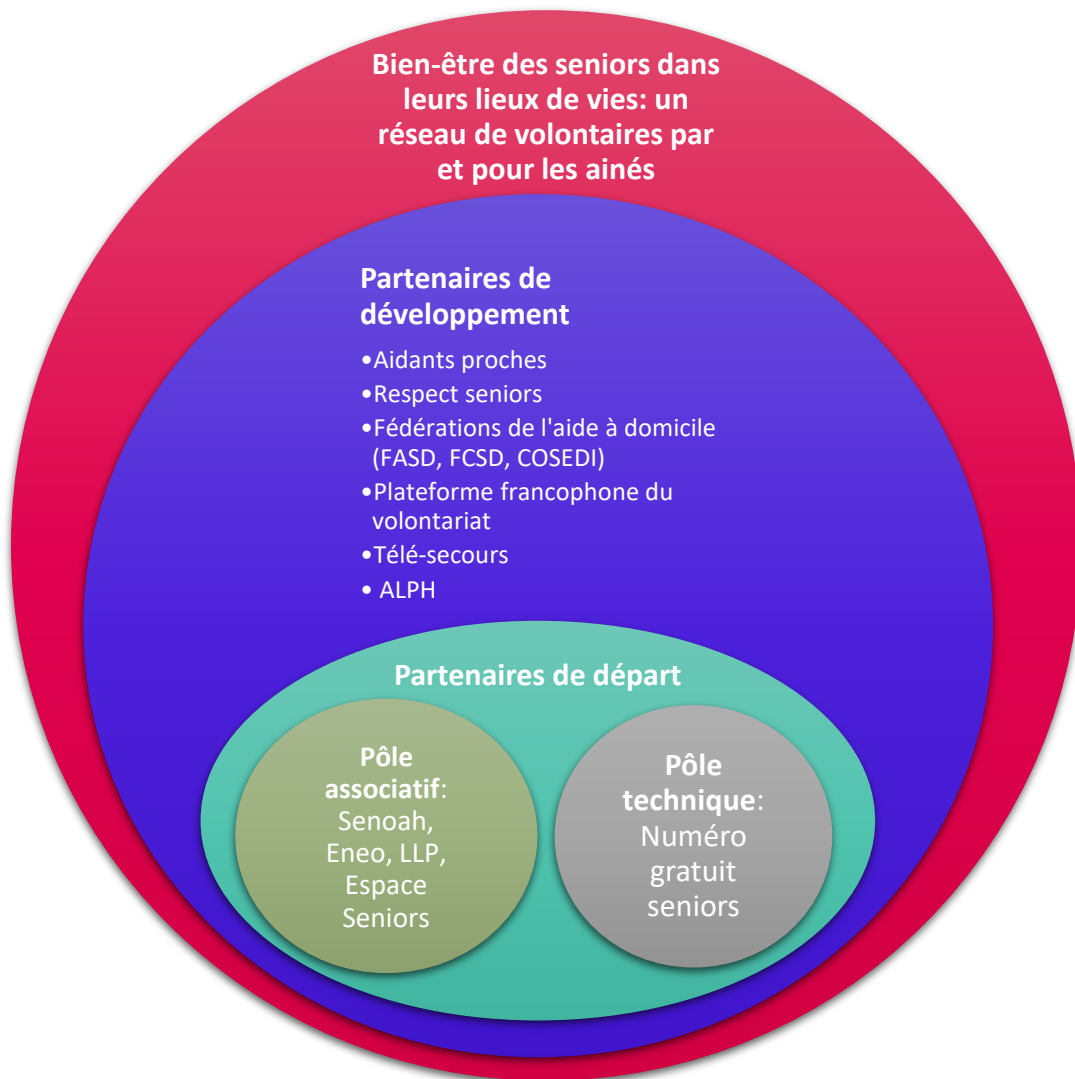 Bien-être des seniors dans
leurs lieux de vies: un
réseau de volontaires par
et pour les ainés
Partenaires de
développement
•Aidants proches
•Respect seniors
•Fédérations de l'aide à domicile
(FASD, FCSD, COSEDI)
•Plateforme francophone du
volontariat
•Télé-secours
• ALPH
Partenaires de départ
Pôle
associatif:
Senoah,
Eneo, LLP,
Espace
Seniors
Pôle
technique:
Numéro
gratuit
seniors